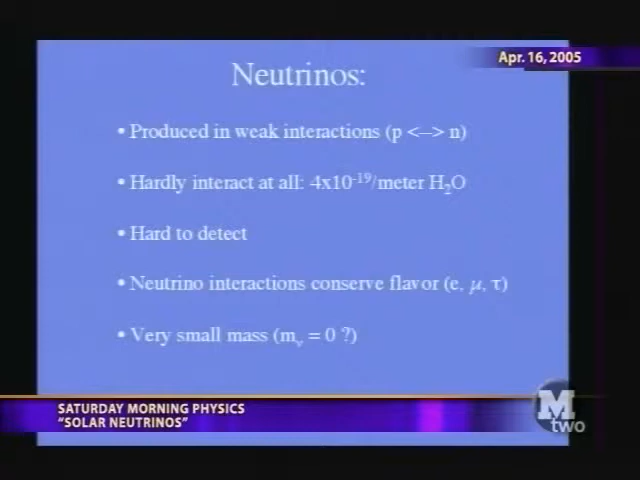 Apr. 16, 2005
Neutrinos:
• Produced in weak interactions (p <--> n)
• Hardly interact at all: 4x10⁻¹⁹/meter H₂O
• Hard to detect
• Neutrino interactions conserve flavor (e, μ, τ)
• Very small mass (mᵥ = 0 ?)
SATURDAY MORNING PHYSICS
"SOLAR NEUTRINOS"
M
two